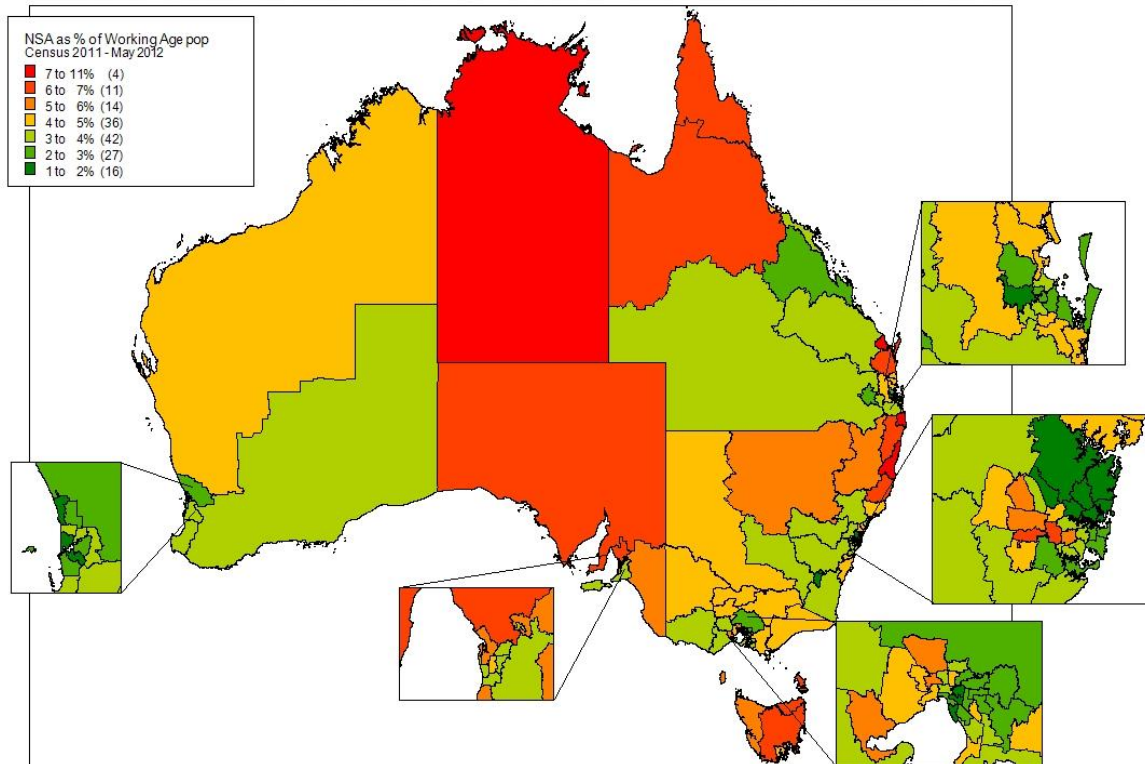 NSA as % of Working Age pop
Census 2011 - May 2012
7 to 11% (4)
6 to 7% (11)
5 to 6% (14)
4 to 5% (36)
3 to 4% (42)
2 to 3% (27)
1 to 2% (16)